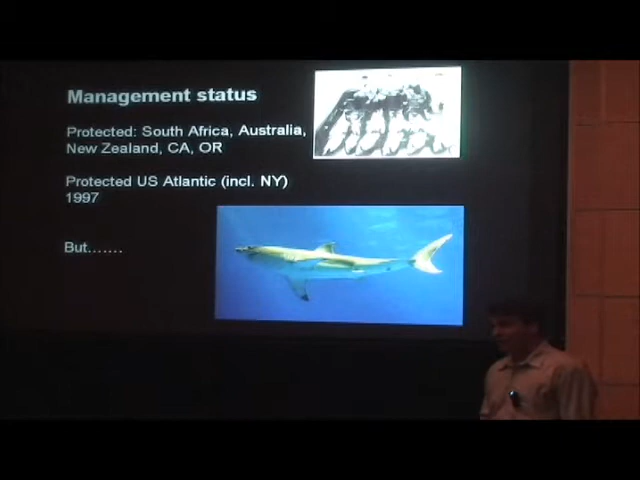 Management status
Protected: South Africa, Australia,
New Zealand, CA, OR
Protected US Atlantic (incl. NY)
1997
But.......